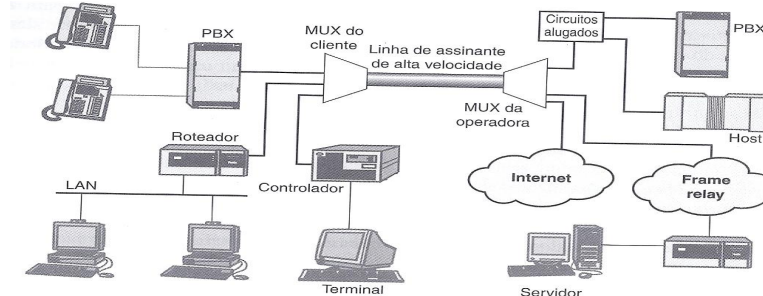 PBX
MUX do
cliente
Linha de assinante
de alta velocidade
Circuitos
alugados
PBX
MUX da
operadora
Host
Roteador
LAN
Controlador
Internet
Frame
relay
Terminal
Servidor